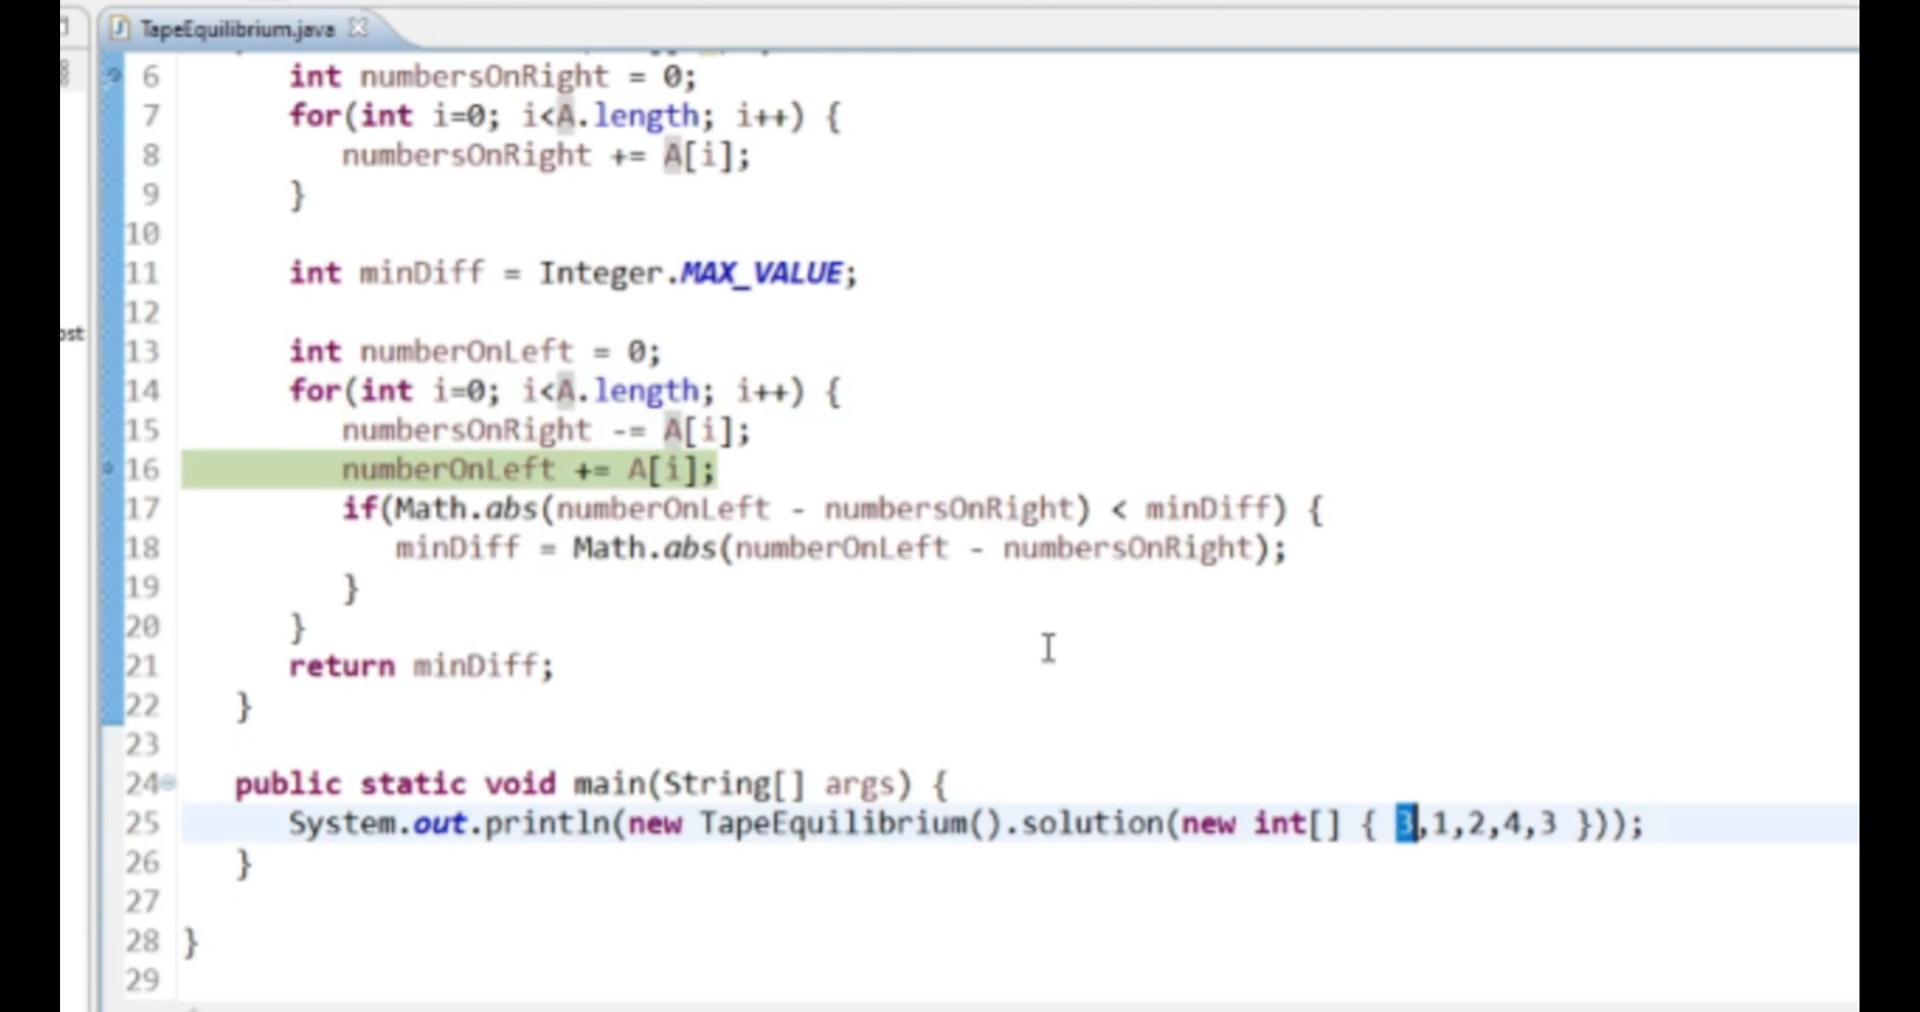 TapeEquilibrium.java
6 int numbersOnRight = 0;
7 for(int i=0; i<A.length; i++) {
8 numbersOnRight += A[i];
9 }
10
11 int minDiff = Integer.MAX_VALUE;
12
13 int numberOnLeft = 0;
14 for(int i=0; i<A.length; i++) {
15 numbersOnRight -= A[i];
16 numberOnLeft += A[i];
17 if(Math.abs(numberOnLeft - numbersOnRight) < minDiff) {
18 minDiff = Math.abs(numberOnLeft - numbersOnRight);
19 }
20 }
21 return minDiff;
22 }
23
24 public static void main(String[] args) {
25 System.out.println(new TapeEquilibrium().solution(new int[] { 3,1,2,4,3 }));
26 }
27
28 }
29